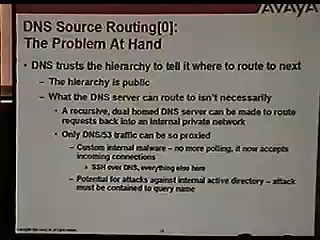 AVAYA
DNS Source Routing[0]:
The Problem At Hand
• DNS trusts the hierarchy to tell it where to route to next
– The hierarchy is public
– What the DNS server can route to isn't necessarily
• A recursive, dual homed DNS server can be made to route
requests back into an internal private network
• Only DNS/53 traffic can be so proxied
– Custom internal malware – no more polling, it now accepts
incoming connections
» SSH over DNS, everything else here
– Potential for attacks against internal active directory – attack
must be contained to query name